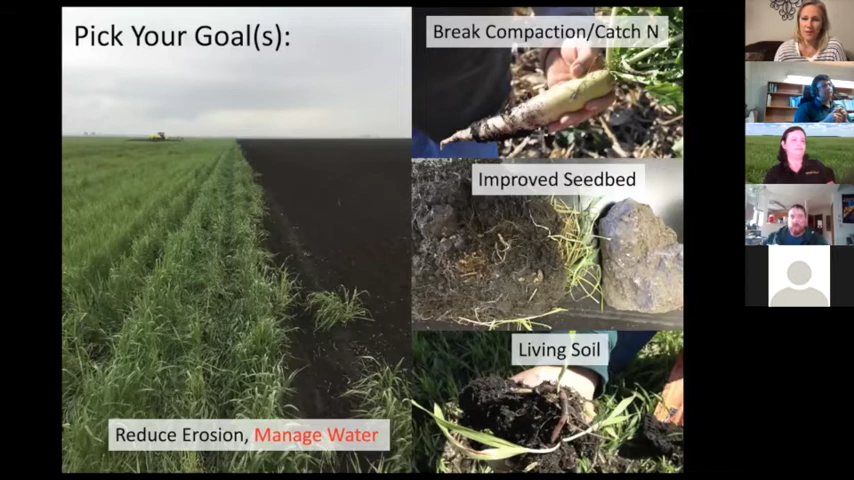 Pick Your Goal(s):
Break Compaction/Catch N
Improved Seedbed
Living Soil
Reduce Erosion, Manage Water